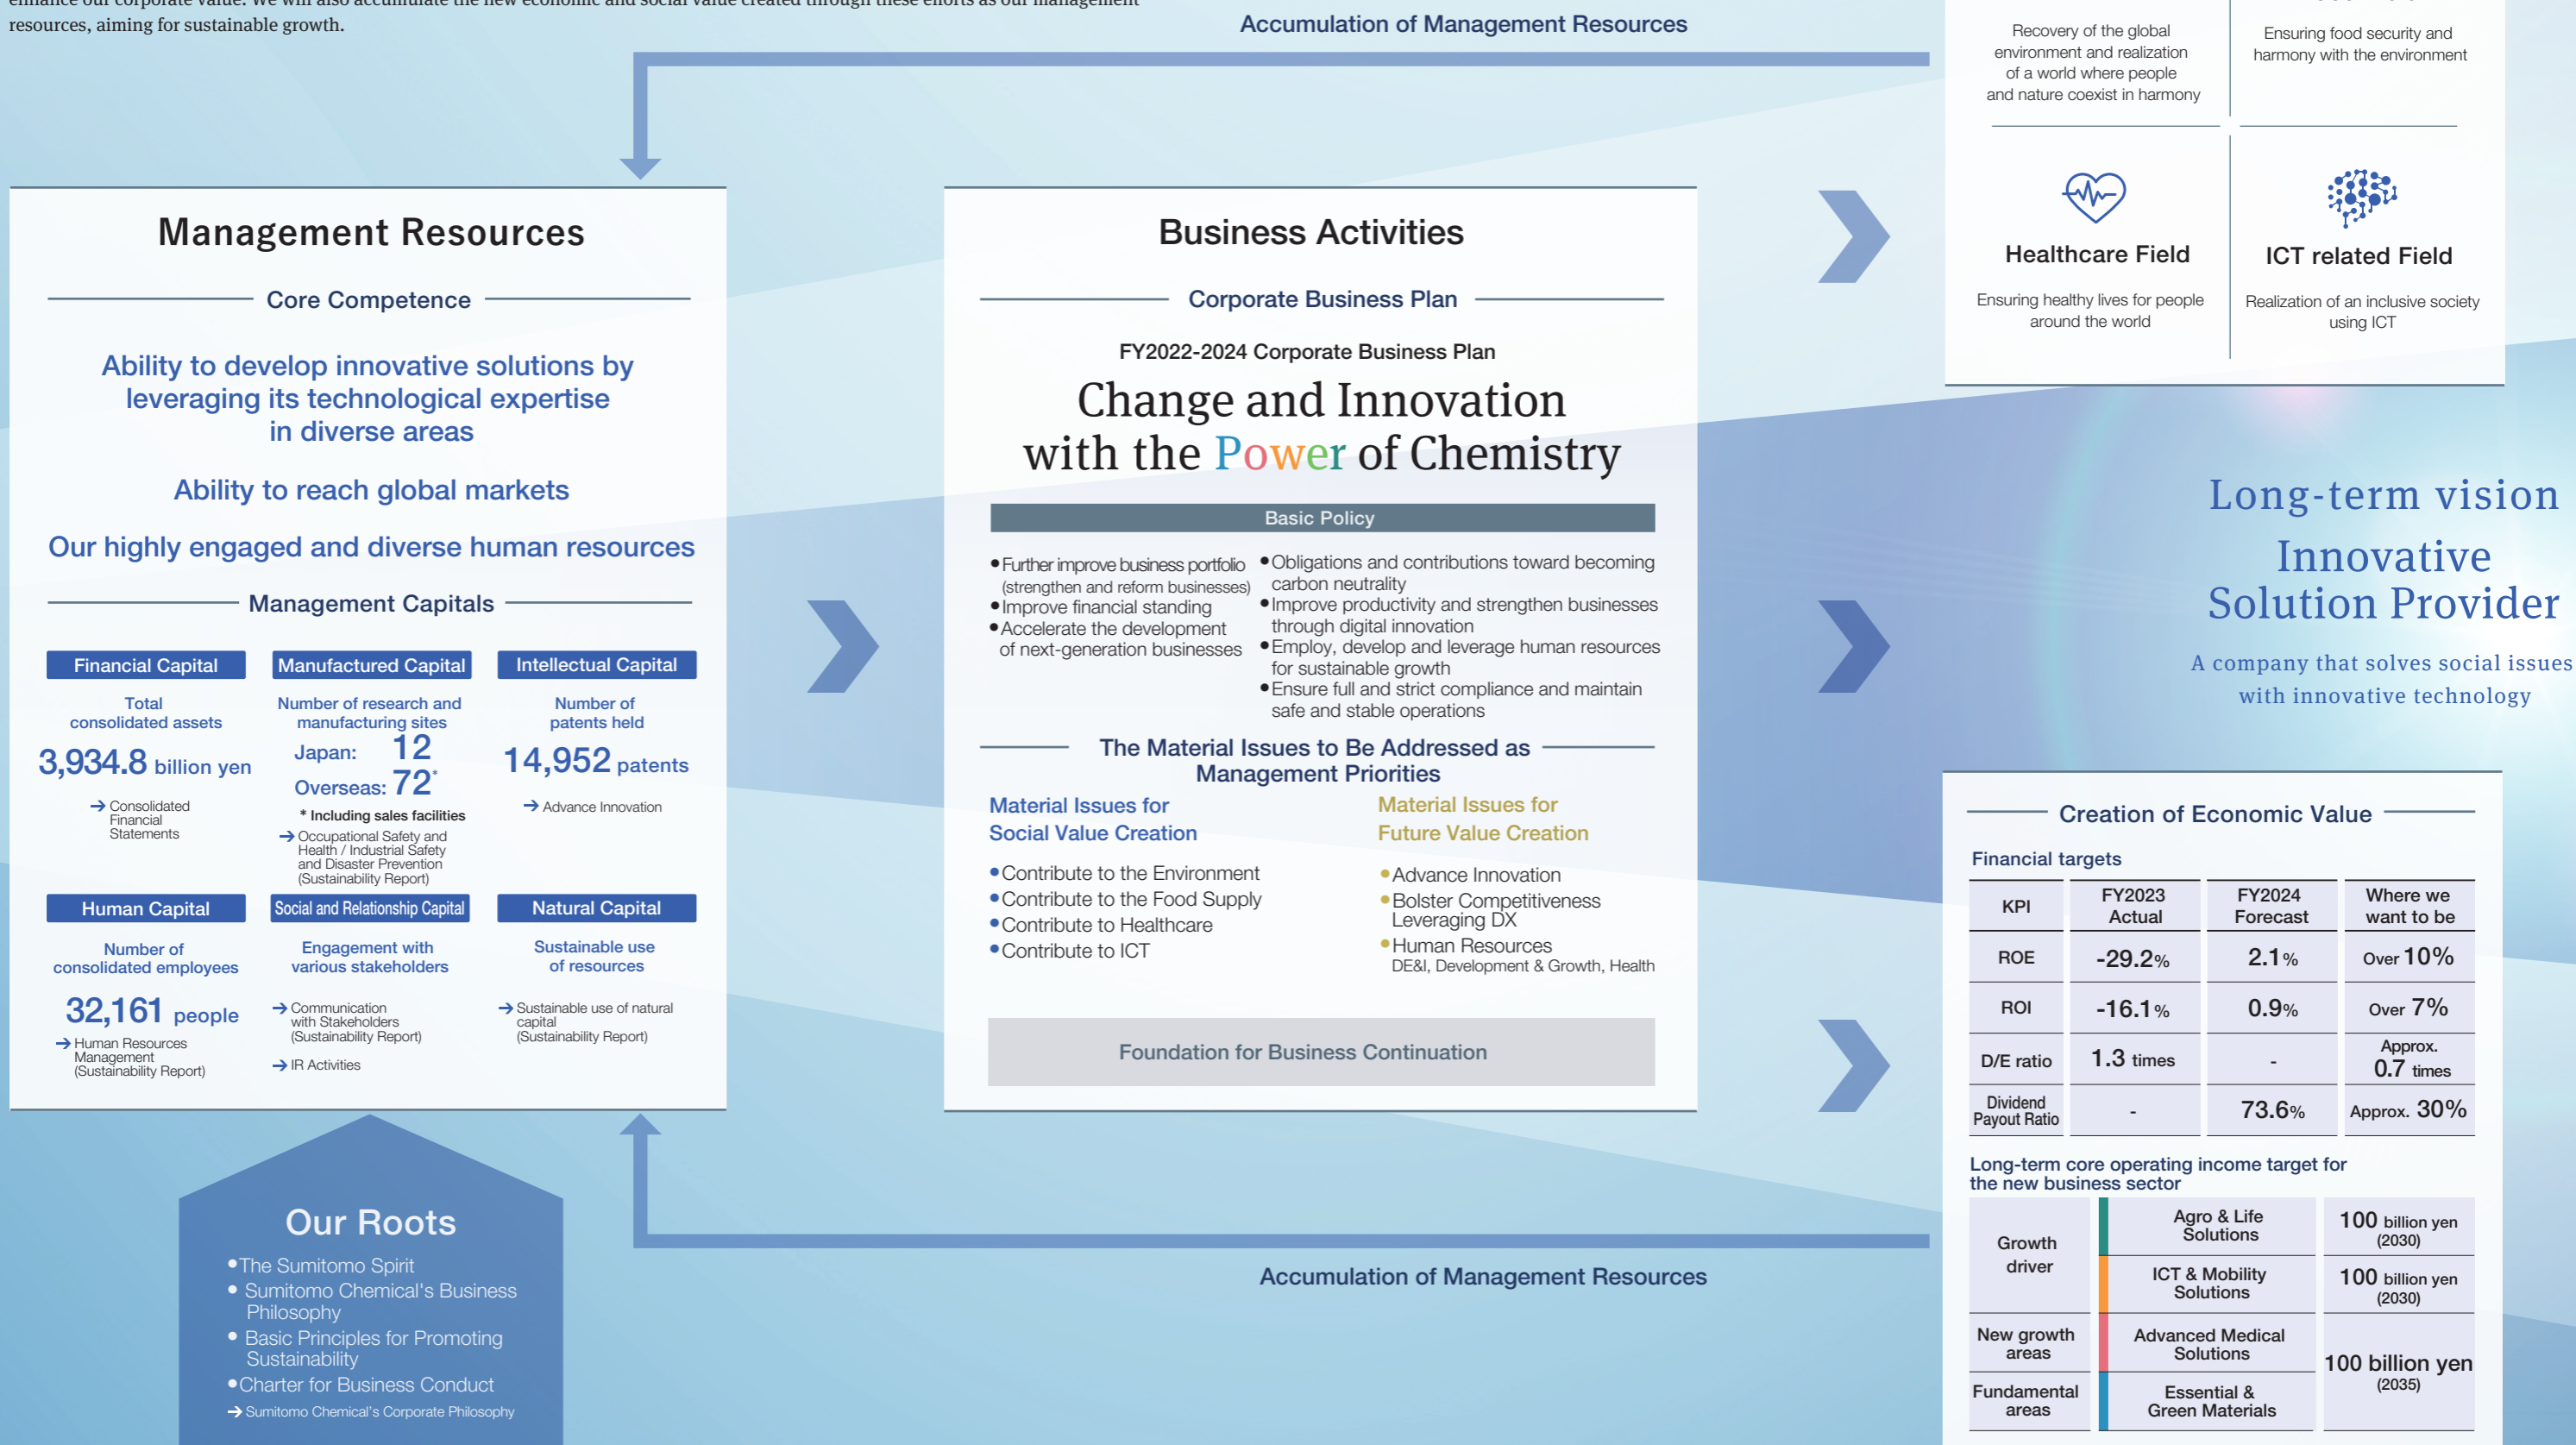 enhance our corporate value. We will also accumulate the new economic and social value created through these efforts as our management
resources, aiming for sustainable growth.
Accumulation of Management Resources
Recovery of the global
environment and realization
of a world where people
and nature coexist in harmony
Ensuring food security and
harmony with the environment
Healthcare Field
Ensuring healthy lives for people
around the world
ICT related Field
Realization of an inclusive society
using ICT
Management Resources
Core Competence
Ability to develop innovative solutions by
leveraging its technological expertise
in diverse areas
Ability to reach global markets
Our highly engaged and diverse human resources
Management Capitals
Financial Capital
Total
consolidated assets
3,934.8 billion yen
→ Consolidated
Financial
Statements
Manufactured Capital
Number of research and
manufacturing sites
Japan: 12
Overseas: 72*
* Including sales facilities
→ Occupational Safety and
Health / Industrial Safety
and Disaster Prevention
(Sustainability Report)
Intellectual Capital
Number of
patents held
14,952 patents
→ Advance Innovation
Human Capital
Number of
consolidated employees
32,161 people
→ Human Resources
Management
(Sustainability Report)
Social and Relationship Capital
Engagement with
various stakeholders
→ Communication
with Stakeholders
(Sustainability Report)
→ IR Activities
Natural Capital
Sustainable use
of resources
→ Sustainable use of natural
capital
(Sustainability Report)
Our Roots
●The Sumitomo Spirit
● Sumitomo Chemical's Business
Philosophy
● Basic Principles for Promoting
Sustainability
●Charter for Business Conduct
→ Sumitomo Chemical's Corporate Philosophy
Business Activities
Corporate Business Plan
FY2022-2024 Corporate Business Plan
Change and Innovation
with the Power of Chemistry
Basic Policy
●Further improve business portfolio
(strengthen and reform businesses)
●Improve financial standing
●Accelerate the development
of next-generation businesses
●Obligations and contributions toward becoming
carbon neutrality
●Improve productivity and strengthen businesses
through digital innovation
●Employ, develop and leverage human resources
for sustainable growth
●Ensure full and strict compliance and maintain
safe and stable operations
The Material Issues to Be Addressed as
Management Priorities
Material Issues for
Social Value Creation
●Contribute to the Environment
●Contribute to the Food Supply
●Contribute to Healthcare
●Contribute to ICT
Material Issues for
Future Value Creation
●Advance Innovation
●Bolster Competitiveness
Leveraging DX
●Human Resources
DE&I, Development & Growth, Health
Foundation for Business Continuation
Accumulation of Management Resources
Long-term vision
Innovative
Solution Provider
A company that solves social issues
with innovative technology
Creation of Economic Value
Financial targets
KPI FY2023 Actual FY2024 Forecast Where we want to be
ROE -29.2% 2.1% Over 10%
ROI -16.1% 0.9% Over 7%
D/E ratio 1.3 times - Approx. 0.7 times
Dividend Payout Ratio - 73.6% Approx. 30%
Long-term core operating income target for
the new business sector
Growth
driver
Agro & Life
Solutions
100 billion yen
(2030)
ICT & Mobility
Solutions
100 billion yen
(2030)
New growth
areas
Advanced Medical
Solutions
Fundamental
areas
Essential &
Green Materials
100 billion yen
(2035)